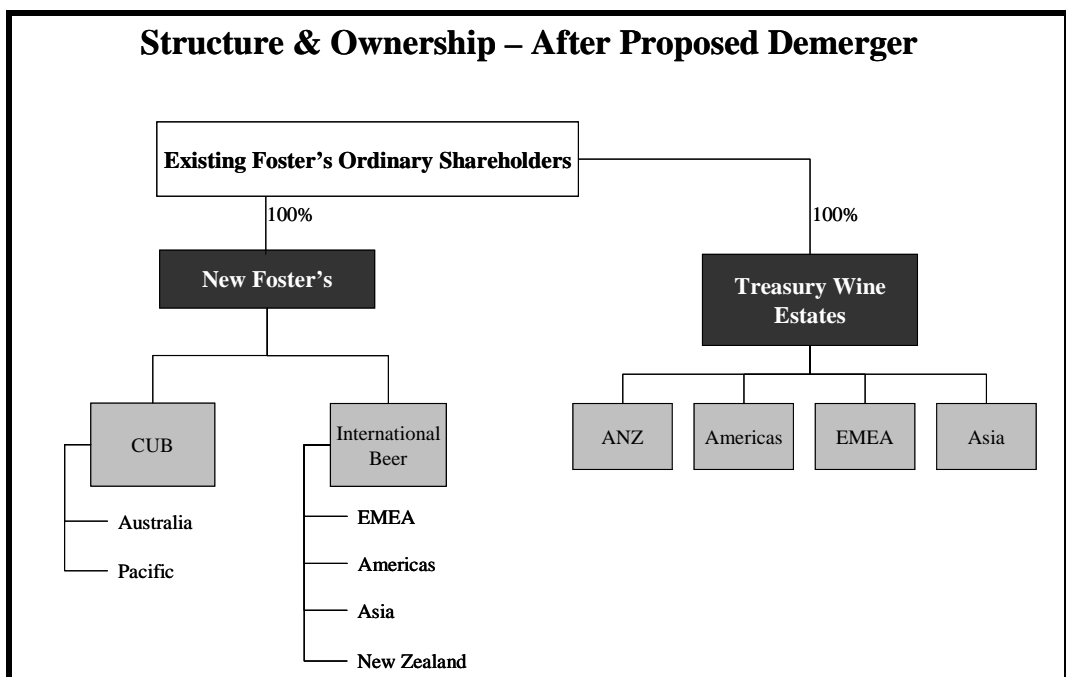 Structure & Ownership – After Proposed Demerger
Existing Foster’s Ordinary Shareholders
100%
100%
New Foster’s
Treasury Wine
Estates
CUB
International
Beer
ANZ
Americas
EMEA
Asia
Australia
Pacific
EMEA
Americas
Asia
New Zealand